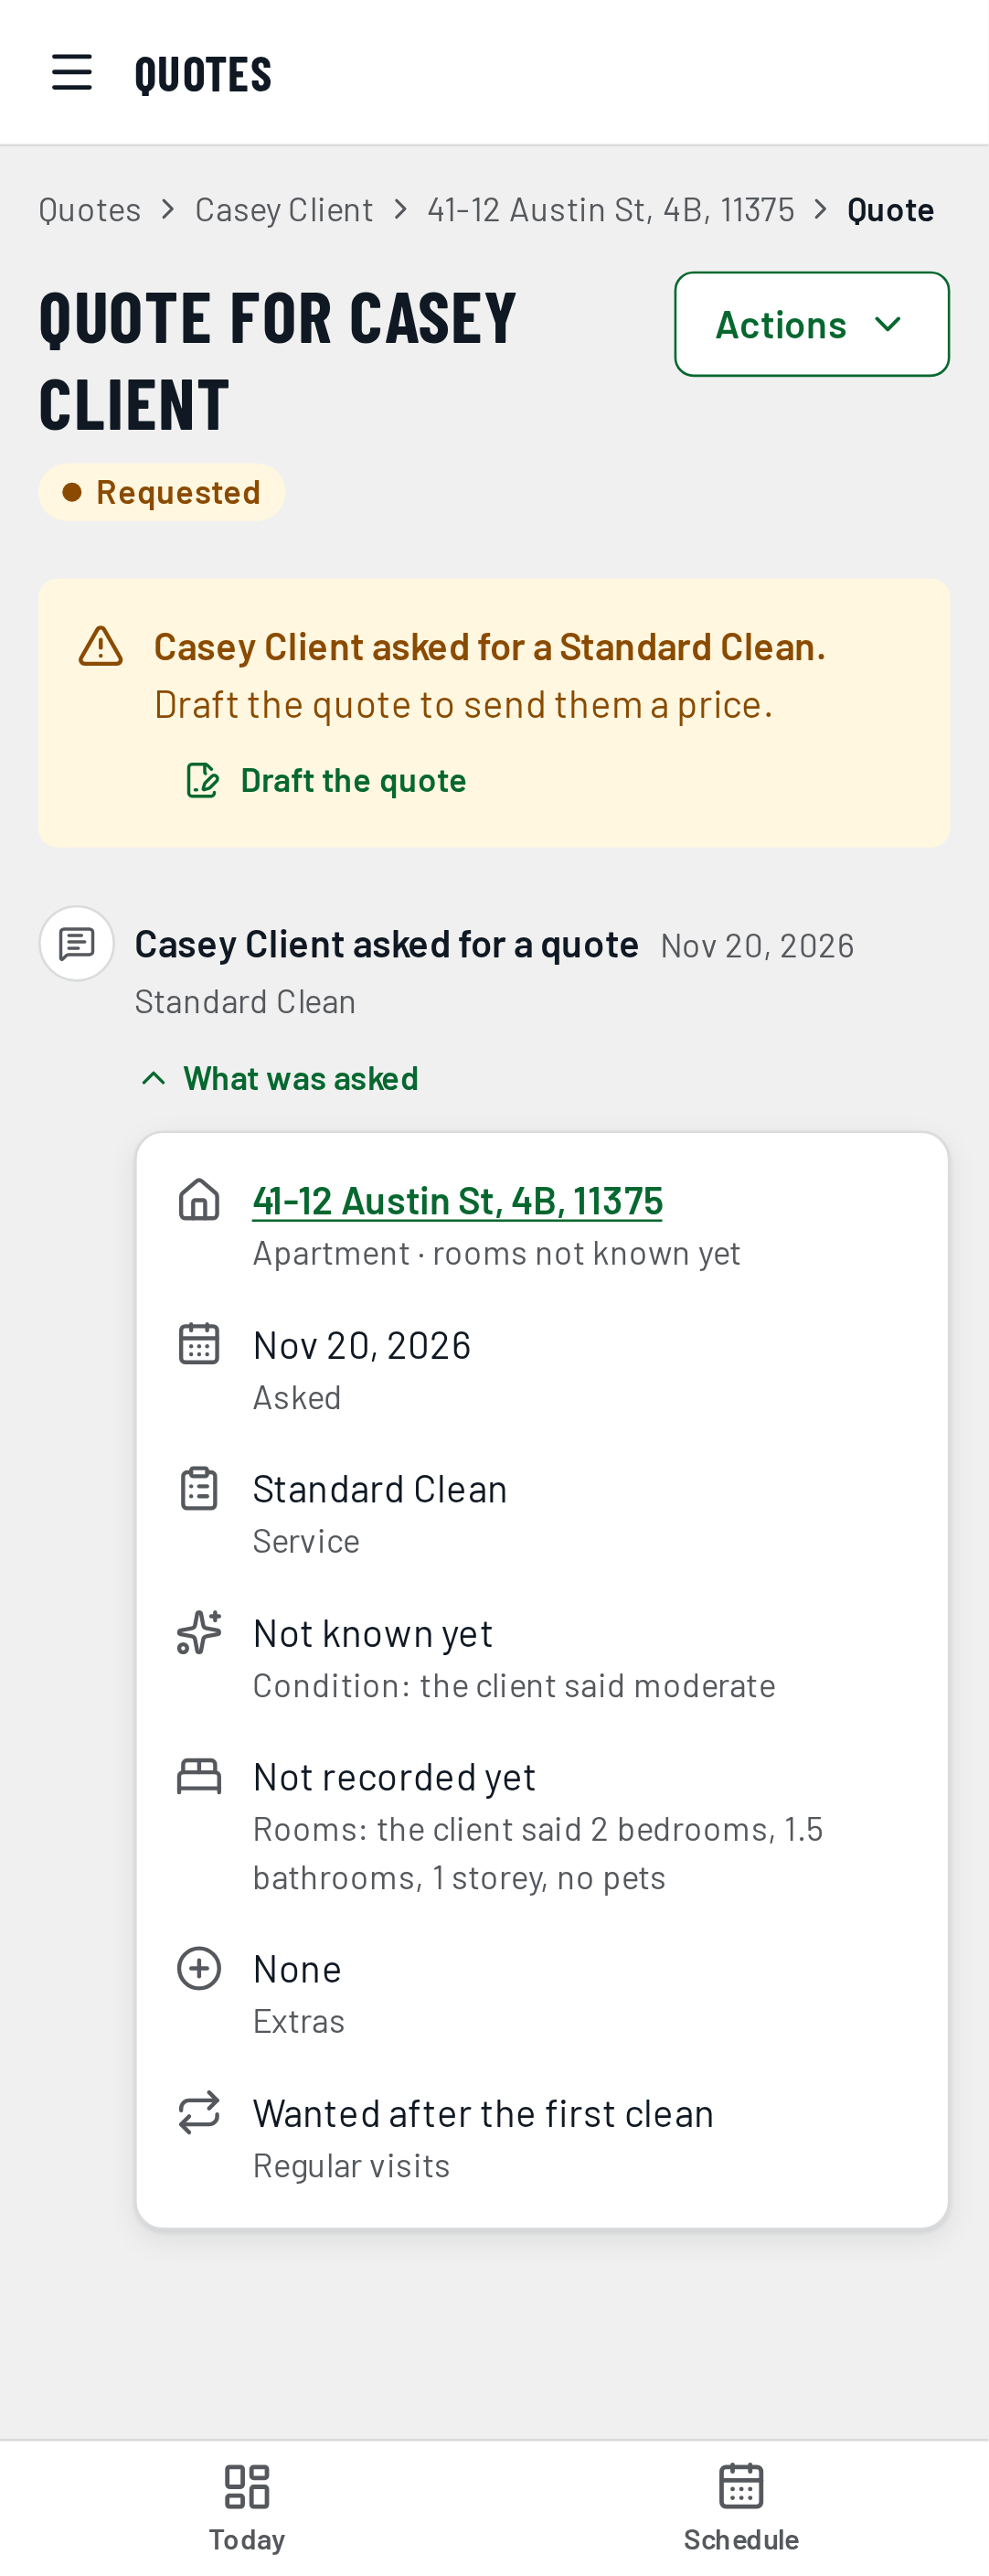 QUOTES
Quotes > Casey Client > 41-12 Austin St, 4B, 11375 > Quote
QUOTE FOR CASEY
CLIENT
Actions
Requested
Casey Client asked for a Standard Clean.
Draft the quote to send them a price.
Draft the quote
Casey Client asked for a quote Nov 20, 2026
Standard Clean
What was asked
41-12 Austin St, 4B, 11375
Apartment · rooms not known yet
Nov 20, 2026
Asked
Standard Clean
Service
Not known yet
Condition: the client said moderate
Not recorded yet
Rooms: the client said 2 bedrooms, 1.5
bathrooms, 1 storey, no pets
None
Extras
Wanted after the first clean
Regular visits
Today
Schedule